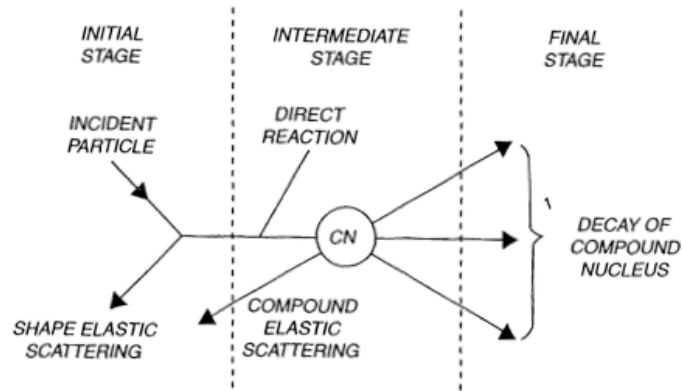 INITIAL
STAGE
INTERMEDIATE
STAGE
FINAL
STAGE
INCIDENT
PARTICLE
DIRECT
REACTION
CN
DECAY OF
COMPOUND
NUCLEUS
SHAPE ELASTIC
SCATTERING
COMPOUND
ELASTIC
SCATTERING